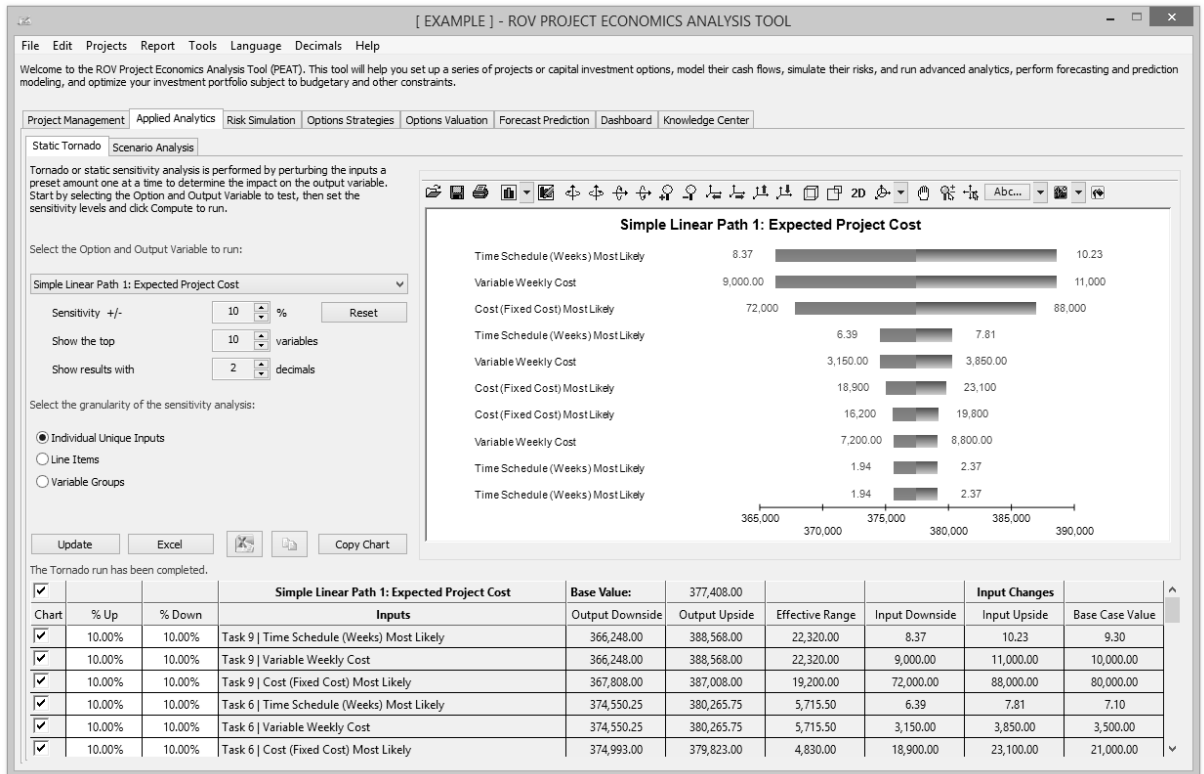 [ EXAMPLE ] - ROV PROJECT ECONOMICS ANALYSIS TOOL
File Edit Projects Report Tools Language Decimals Help
Welcome to the ROV Project Economics Analysis Tool (PEAT). This tool will help you set up a series of projects or capital investment options, model their cash flows, simulate their risks, and run advanced analytics, perform forecasting and prediction
modeling, and optimize your investment portfolio subject to budgetary and other constraints.
Project Management Applied Analytics Risk Simulation Options Strategies Options Valuation Forecast Prediction Dashboard Knowledge Center
Static Tornado Scenario Analysis
Tornado or static sensitivity analysis is performed by perturbing the inputs a
preset amount one at a time to determine the impact on the output variable.
Start by selecting the Option and Output Variable to test, then set the
sensitivity levels and click Compute to run.
Select the Option and Output Variable to run:
Simple Linear Path 1: Expected Project Cost
Sensitivity +/- 10 % Reset
Show the top 10 variables
Show results with 2 decimals
Select the granularity of the sensitivity analysis:
Individual Unique Inputs
Line Items
Variable Groups
Update Excel Copy Chart
The Tornado run has been completed.
2D Abc...
Simple Linear Path 1: Expected Project Cost
Time Schedule (Weeks) Most Likely 8.37 10.23
Variable Weekly Cost 9,000.00 11,000
Cost (Fixed Cost) Most Likely 72,000 88,000
Time Schedule (Weeks) Most Likely 6.39 7.81
Variable Weekly Cost 3,150.00 3,850.00
Cost (Fixed Cost) Most Likely 18,900 23,100
Cost (Fixed Cost) Most Likely 16,200 19,800
Variable Weekly Cost 7,200.00 8,800.00
Time Schedule (Weeks) Most Likely 1.94 2.37
Time Schedule (Weeks) Most Likely 1.94 2.37
365,000 375,000 385,000
370,000 380,000 390,000
Simple Linear Path 1: Expected Project Cost Base Value: 377,408.00 Input Changes
Chart % Up % Down Inputs Output Downside Output Upside Effective Range Input Downside Input Upside Base Case Value
10.00% 10.00% Task 9 | Time Schedule (Weeks) Most Likely 366,248.00 388,568.00 22,320.00 8.37 10.23 9.30
10.00% 10.00% Task 9 | Variable Weekly Cost 366,248.00 388,568.00 22,320.00 9,000.00 11,000.00 10,000.00
10.00% 10.00% Task 9 | Cost (Fixed Cost) Most Likely 367,808.00 387,008.00 19,200.00 72,000.00 88,000.00 80,000.00
10.00% 10.00% Task 6 | Time Schedule (Weeks) Most Likely 374,550.25 380,265.75 5,715.50 6.39 7.81 7.10
10.00% 10.00% Task 6 | Variable Weekly Cost 374,550.25 380,265.75 5,715.50 3,150.00 3,850.00 3,500.00
10.00% 10.00% Task 6 | Cost (Fixed Cost) Most Likely 374,993.00 379,823.00 4,830.00 18,900.00 23,100.00 21,000.00